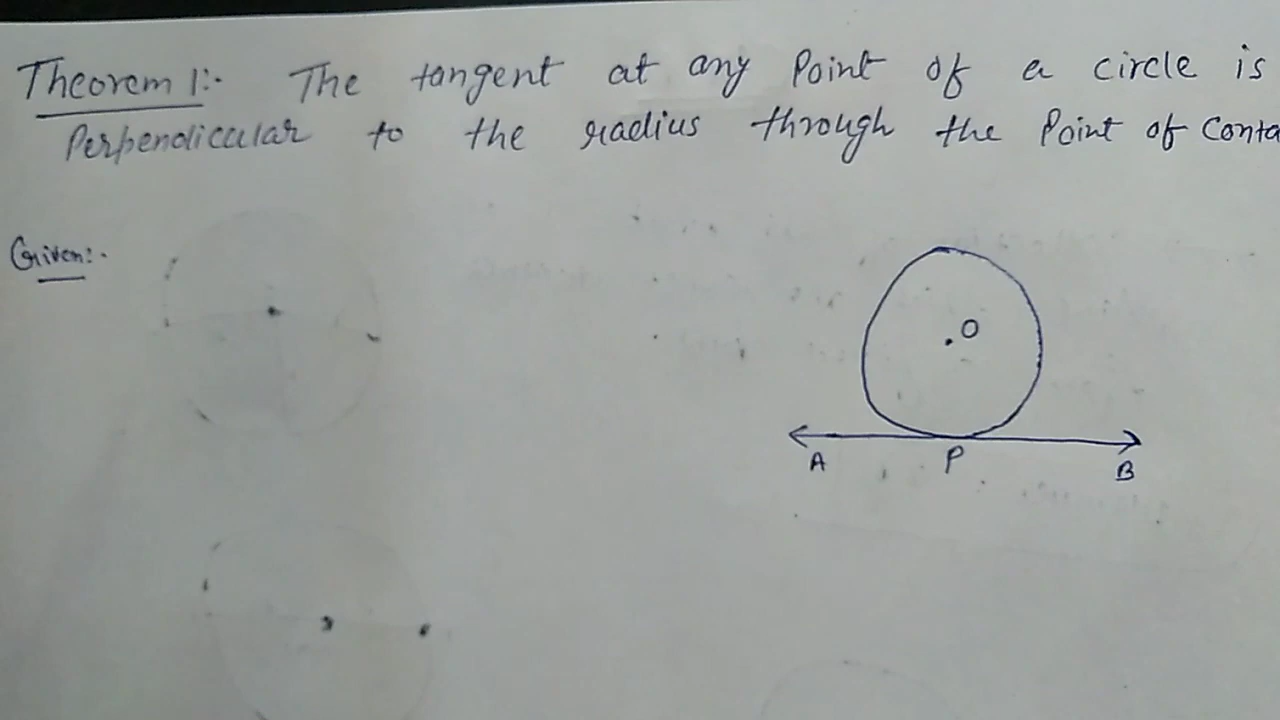 Theorem 1:- The tangent at any Point of a circle is
Perpendicular to the radius through the Point of Conta
Given:-
O
A P B